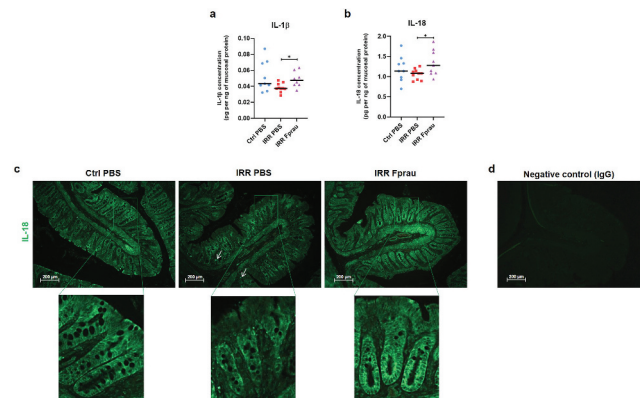 a
b
IL-1β
IL-18
*
*
IL-1β concentration
(pg per ng of mucosal protein)
0.10
0.08
0.06
0.04
0.02
0.00
Ctrl PBS
IRR PBS
IRR Fprau
IL-18 concentration
(pg per ng of mucosal protein)
2.0
1.5
1.0
0.5
0.0
Ctrl PBS
IRR PBS
IRR Fprau
c
Ctrl PBS
IRR PBS
IRR Fprau
d
Negative control (IgG)
IL-18
200 µm
200 µm
200 µm
200 µm